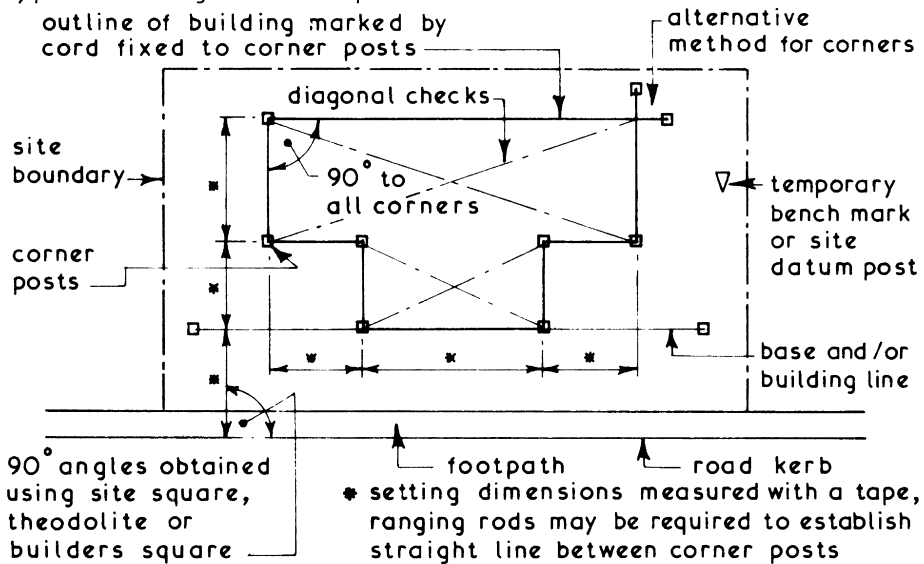 outline of building marked by
cord fixed to corner posts
alternative
method for corners
diagonal checks
site
boundary
90° to
all corners
temporary
bench mark
or site
datum post
corner
posts
*
*
*
*
*
*
base and/or
building line
90° angles obtained
using site square,
theodolite or
builders square
footpath
road kerb
* setting dimensions measured with a tape,
ranging rods may be required to establish
straight line between corner posts